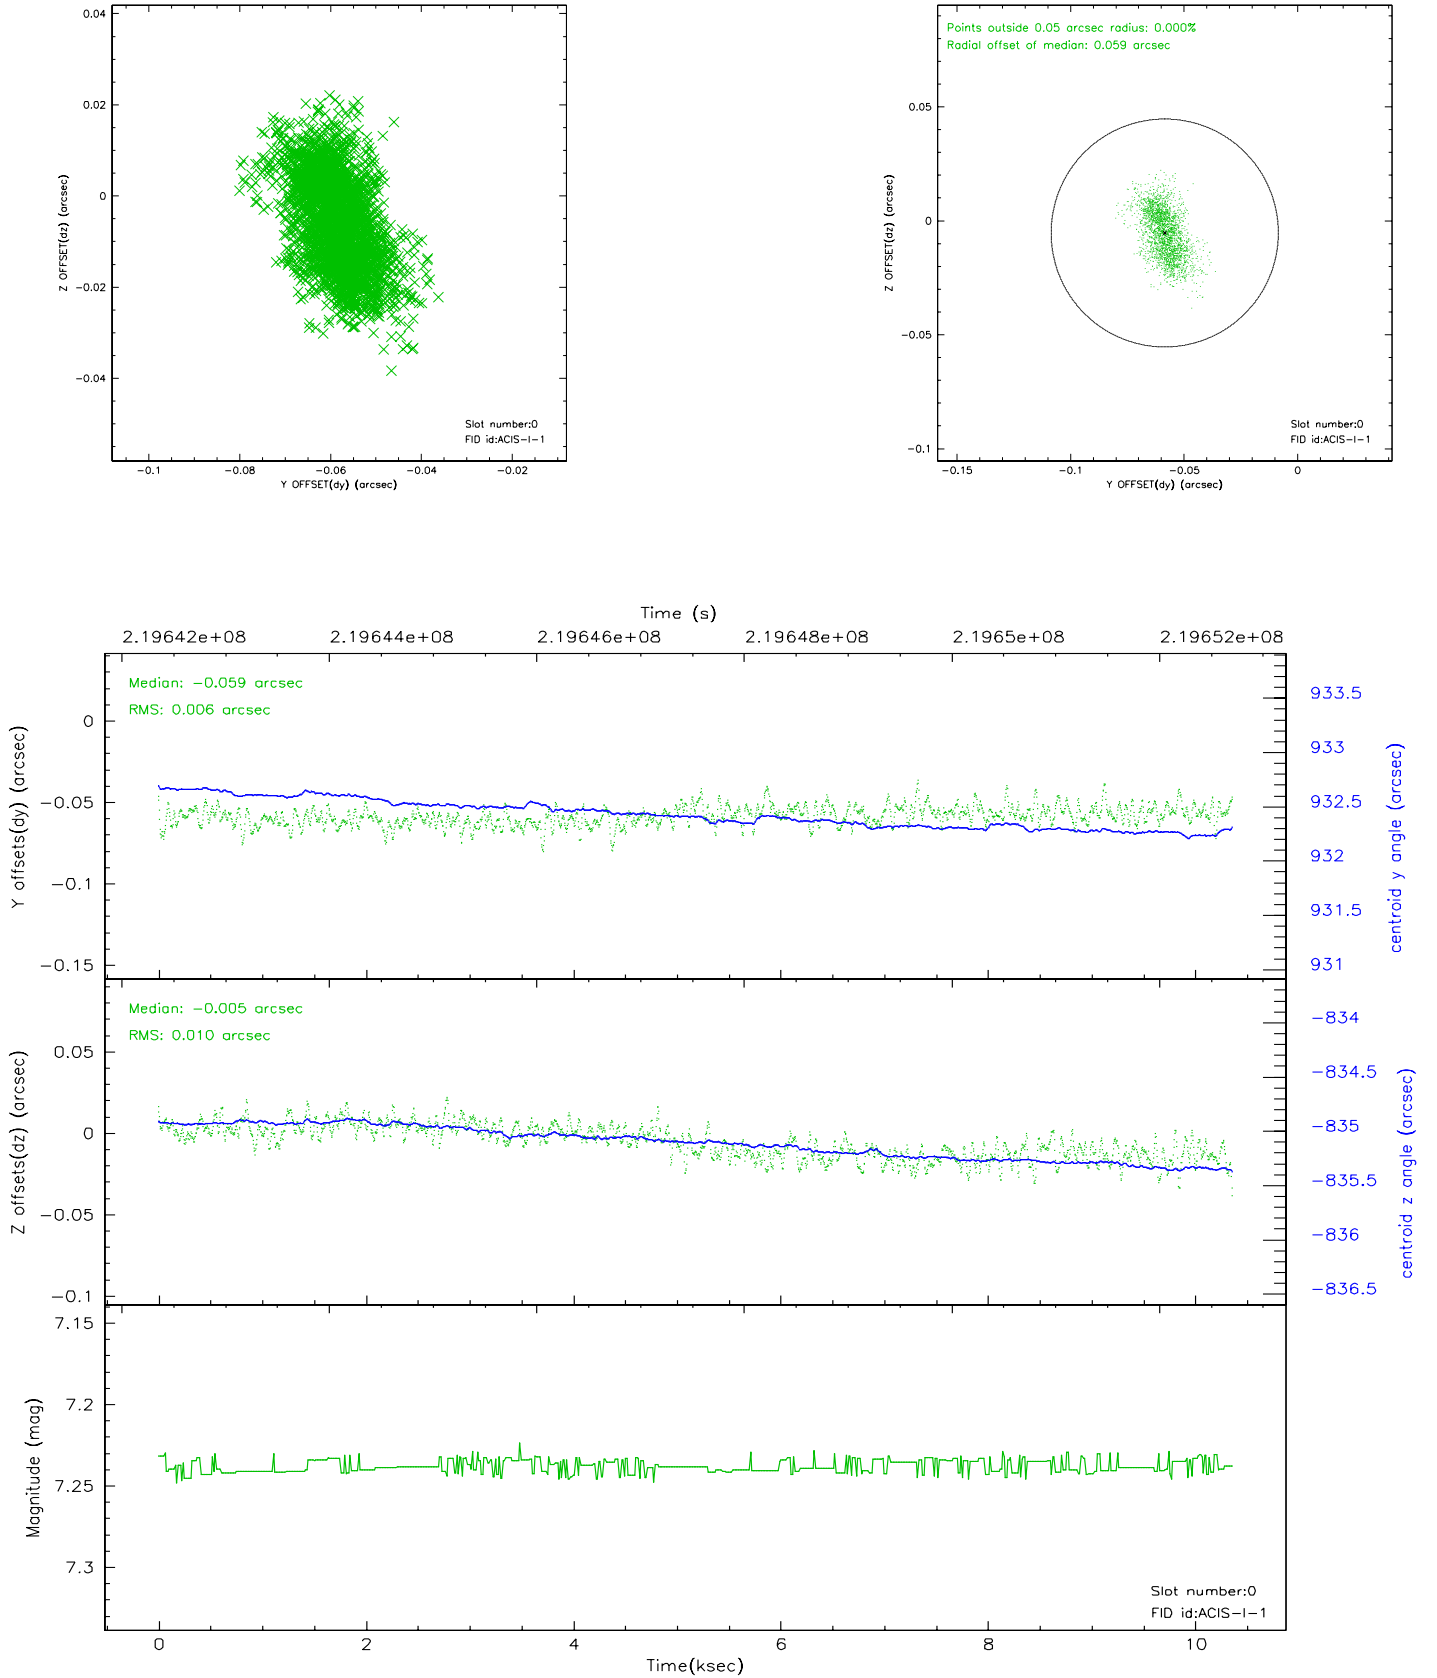 0.04
0.02
0
−0.02
−0.04
Z OFFSET(dz) (arcsec)
Slot number:0
FID id:ACIS−I−1
−0.1
−0.08
−0.06
−0.04
−0.02
Y OFFSET(dy) (arcsec)
Points outside 0.05 arcsec radius: 0.000%
Radial offset of median: 0.059 arcsec
0.05
0
−0.05
−0.1
Z OFFSET(dz) (arcsec)
Slot number:0
FID id:ACIS−I−1
−0.15
−0.1
−0.05
0
Y OFFSET(dy) (arcsec)
Time (s)
2.19642e+08
2.19644e+08
2.19646e+08
2.19648e+08
2.1965e+08
2.19652e+08
Median: −0.059 arcsec
RMS: 0.006 arcsec
0
−0.05
−0.1
−0.15
Y offsets(dy) (arcsec)
933.5
933
932.5
932
931.5
931
centroid y angle (arcsec)
Median: −0.005 arcsec
RMS: 0.010 arcsec
0.05
0
−0.05
−0.1
Z offsets(dz) (arcsec)
−834
−834.5
−835
−835.5
−836
−836.5
centroid z angle (arcsec)
7.15
7.2
7.25
7.3
Magnitude (mag)
Slot number:0
FID id:ACIS−I−1
0
2
4
6
8
10
Time(ksec)